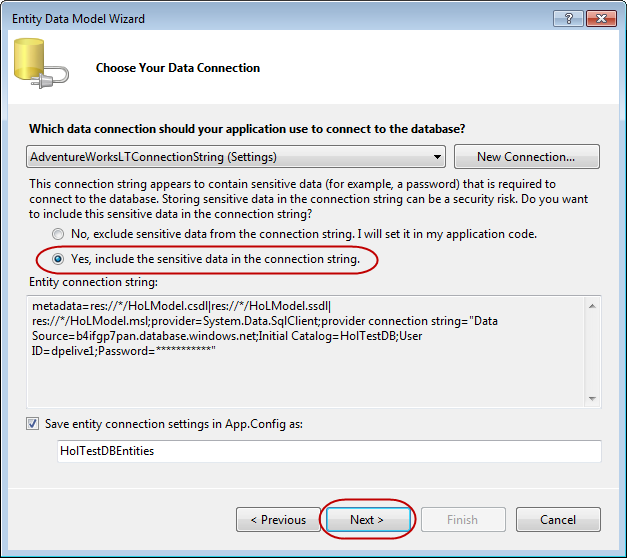 Entity Data Model Wizard
Choose Your Data Connection
Which data connection should your application use to connect to the database?
AdventureWorksLTConnectionString (Settings)
New Connection...
This connection string appears to contain sensitive data (for example, a password) that is required to
connect to the database. Storing sensitive data in the connection string can be a security risk. Do you want
to include this sensitive data in the connection string?
No, exclude sensitive data from the connection string. I will set it in my application code.
Yes, include the sensitive data in the connection string.
Entity connection string:
metadata=res://*/HoLModel.csdl|res://*/HoLModel.ssdl|
res://*/HoLModel.msl;provider=System.Data.SqlClient;provider connection string="Data
Source=b4ifgp7pan.database.windows.net;Initial Catalog=HolTestDB;User
ID=dpelive1;Password=***********"
Save entity connection settings in App.Config as:
HolTestDBEntities
< Previous
Next >
Finish
Cancel